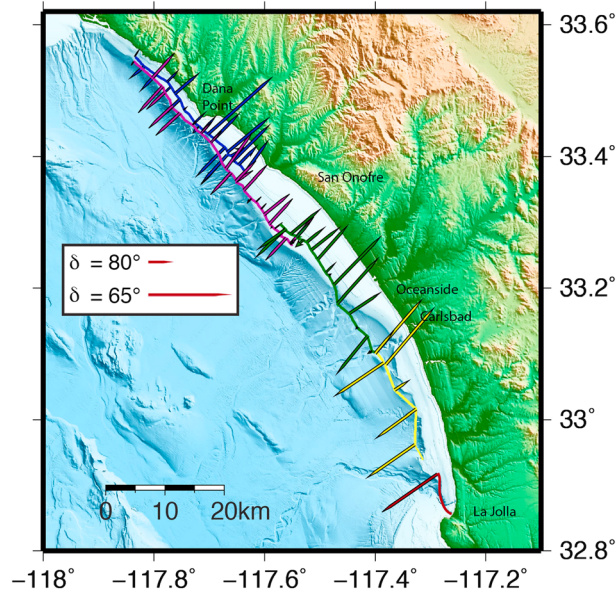 33.6°
Dana
Point
33.4°
San Onofre
δ = 80°
δ = 65°
Oceanside
33.2°
Carlsbad
33°
0 10 20km
La Jolla
32.8°
−118° −117.8° −117.6° −117.4° −117.2°